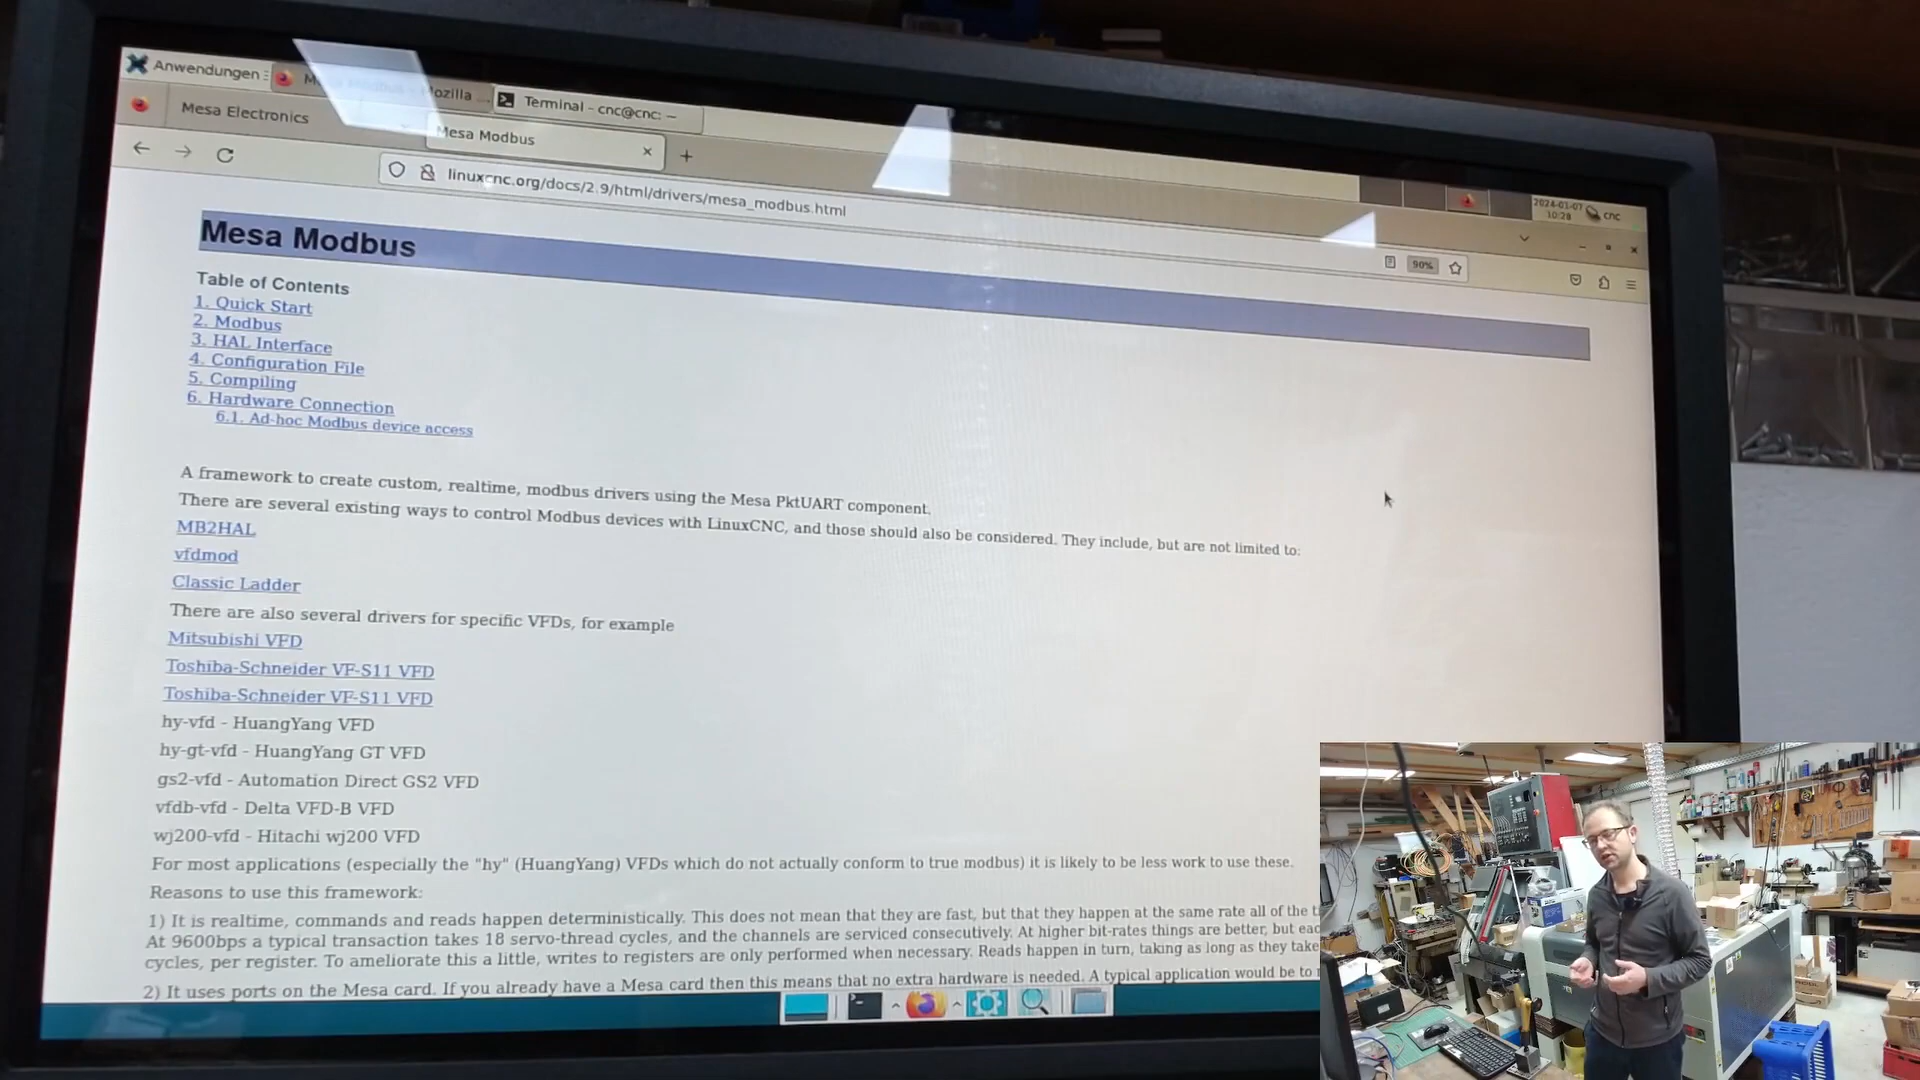 Anwendungen
Mozilla ...
Terminal - cnc@cnc: ~
Mesa Electronics
Mesa Modbus
linuxcnc.org/docs/2.9/html/drivers/mesa_modbus.html
2024-01-07
10:28
cnc
90%
Mesa Modbus
Table of Contents
1. Quick Start
2. Modbus
3. HAL Interface
4. Configuration File
5. Compiling
6. Hardware Connection
6.1. Ad-hoc Modbus device access
A framework to create custom, realtime, modbus drivers using the Mesa PktUART component.
There are several existing ways to control Modbus devices with LinuxCNC, and those should also be considered. They include, but are not limited to:
MB2HAL
vfdmod
Classic Ladder
There are also several drivers for specific VFDs, for example
Mitsubishi VFD
Toshiba-Schneider VF-S11 VFD
Toshiba-Schneider VF-S11 VFD
hy-vfd - HuangYang VFD
hy-gt-vfd - HuangYang GT VFD
gs2-vfd - Automation Direct GS2 VFD
vfdb-vfd - Delta VFD-B VFD
wj200-vfd - Hitachi wj200 VFD
For most applications (especially the "hy" (HuangYang) VFDs which do not actually conform to true modbus) it is likely to be less work to use these.
Reasons to use this framework:
1) It is realtime, commands and reads happen deterministically. This does not mean that they are fast, but that they happen at the same rate all of the
At 9600bps a typical transaction takes 18 servo-thread cycles, and the channels are serviced consecutively. At higher bit-rates things are better, but
cycles, per register. To ameliorate this a little, writes to registers are only performed when necessary. Reads happen in turn, taking as long as they take
2) It uses ports on the Mesa card. If you already have a Mesa card then this means that no extra hardware is needed. A typical application would be to